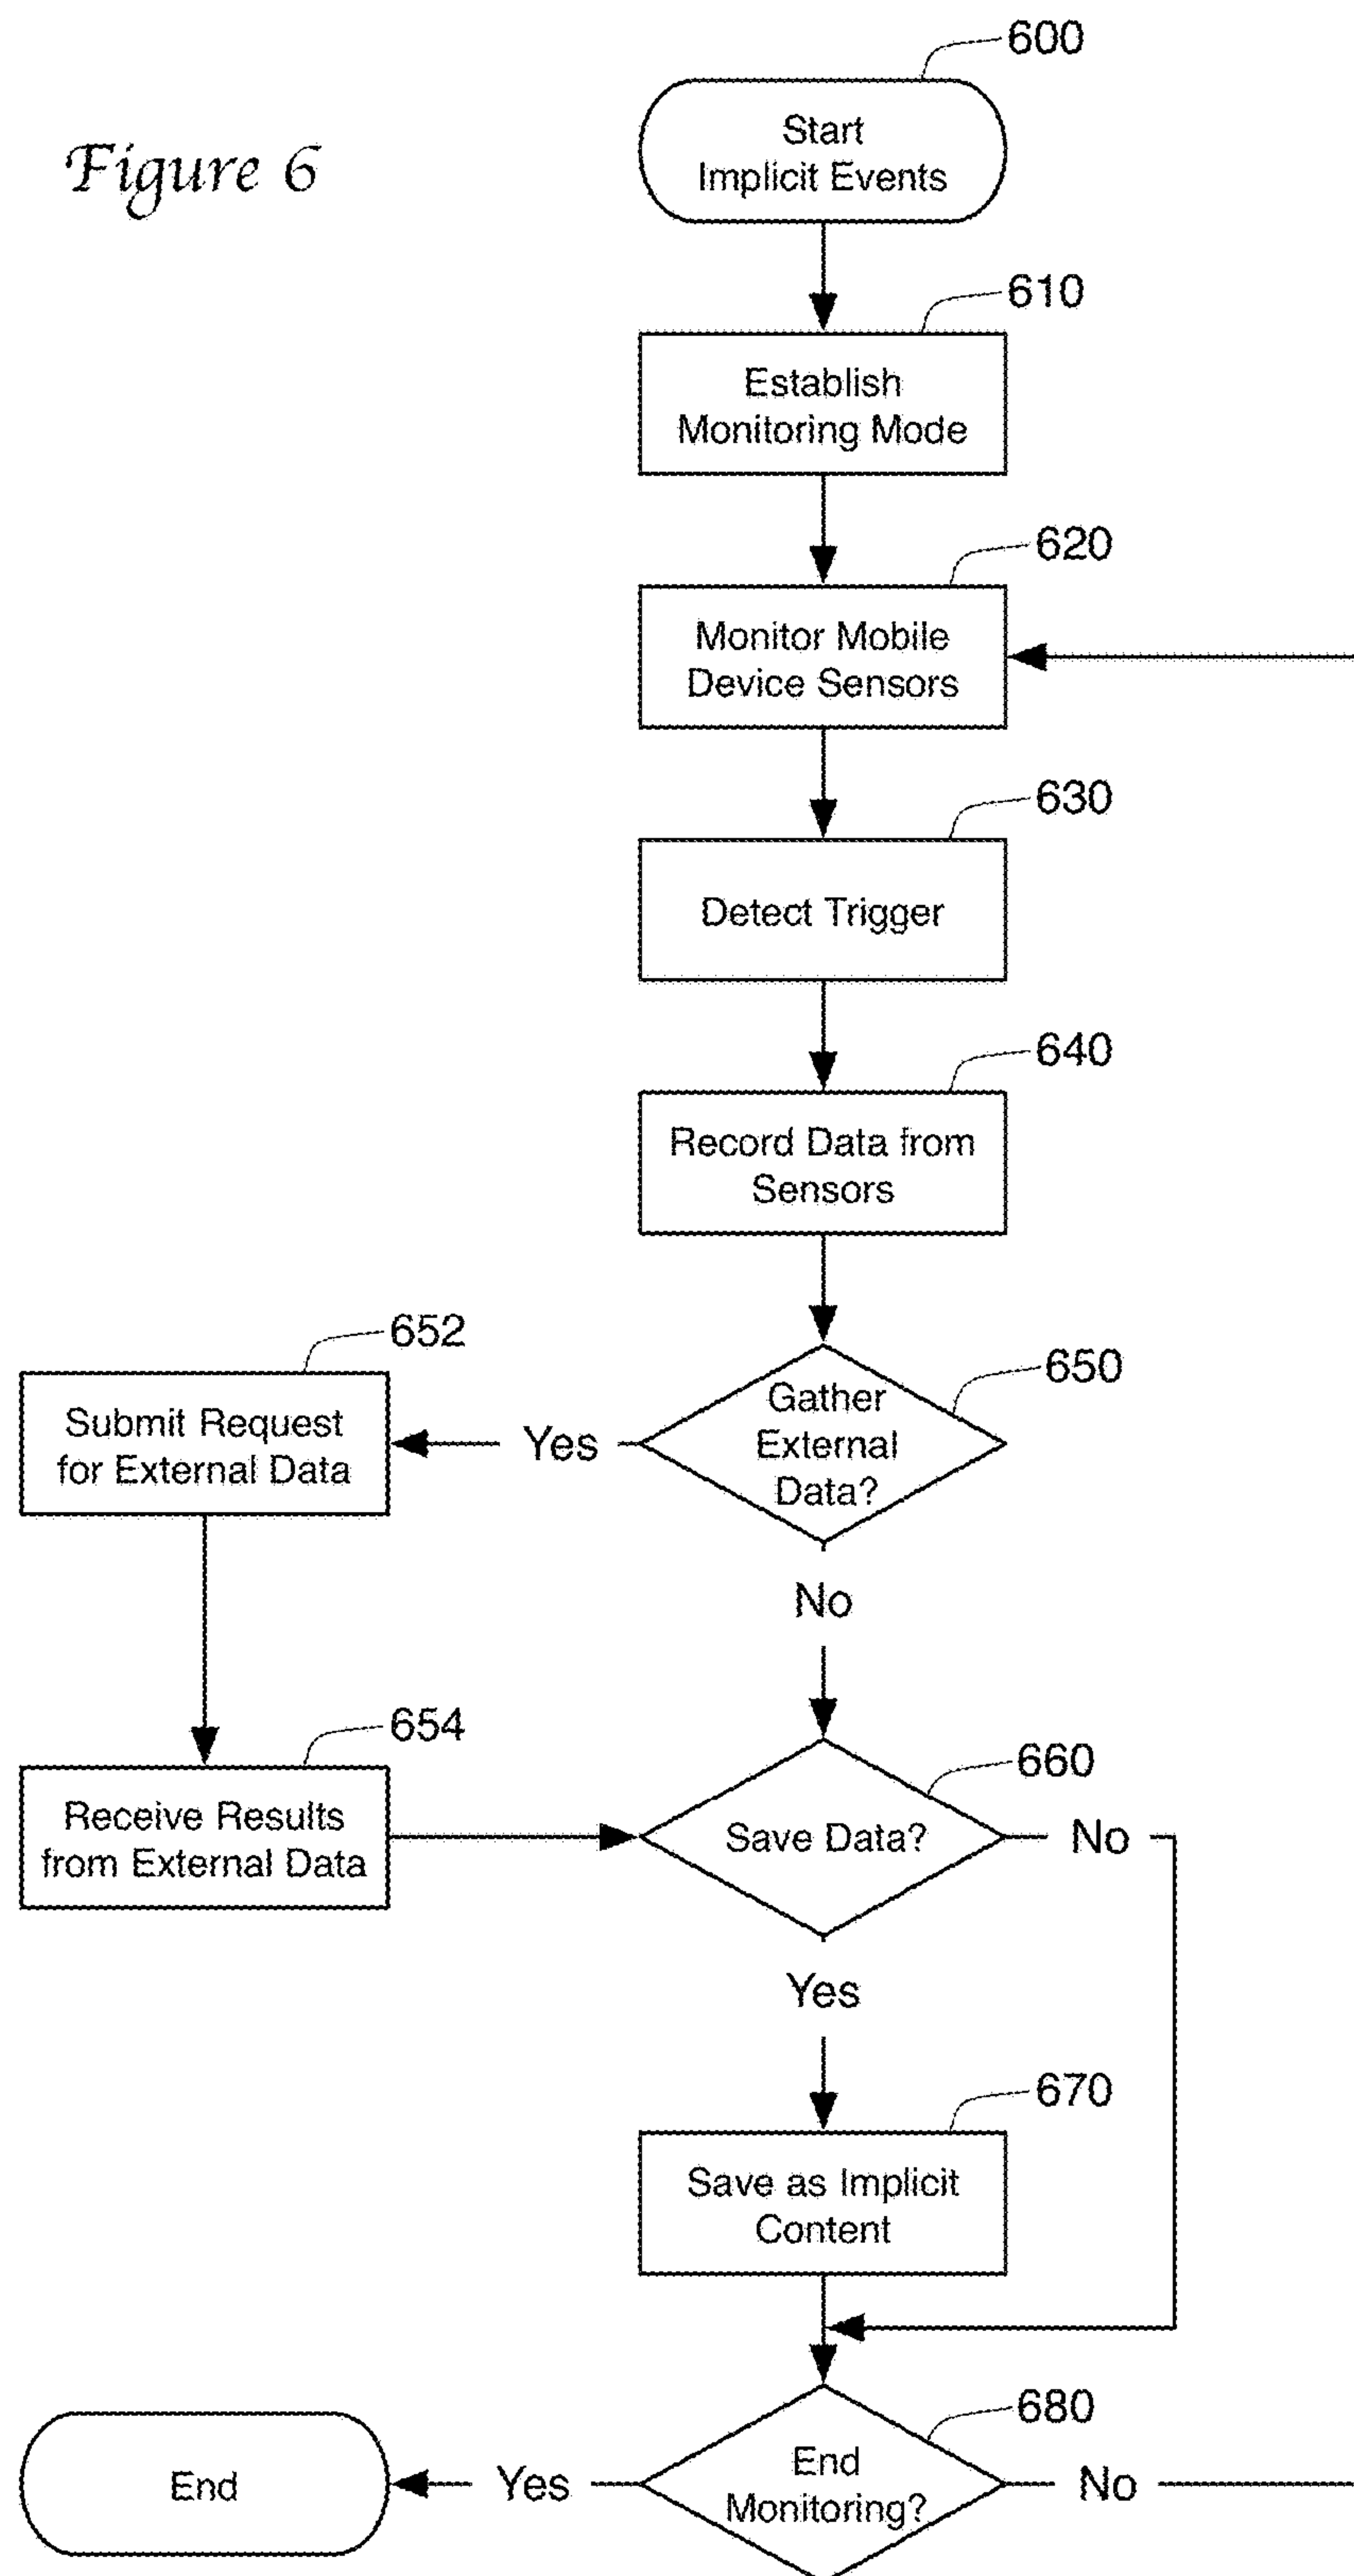 Figure 6
600
Start
Implicit Events
610
Establish
Monitoring Mode
620
Monitor Mobile
Device Sensors
630
Detect Trigger
640
Record Data from
Sensors
650
Gather
External
Data?
Yes
652
Submit Request
for External Data
No
654
Receive Results
from External Data
660
Save Data?
No
Yes
670
Save as Implicit
Content
680
End
Monitoring?
Yes
No
End